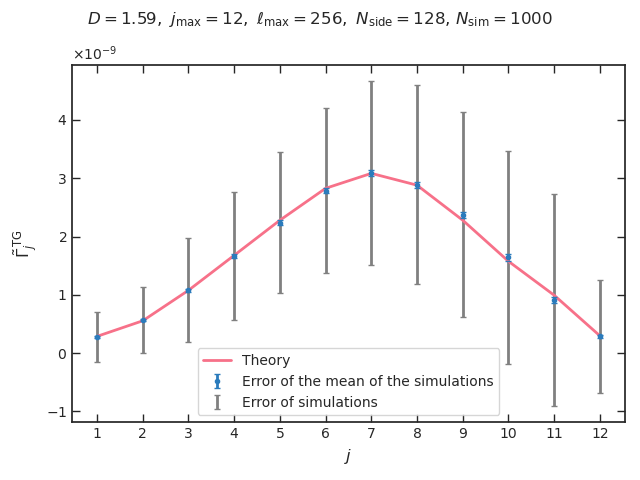 D = 1.59, j_max = 12, ℓ_max = 256, N_side = 128, N_sim = 1000
×10⁻⁹
4
3
2
1
0
−1
Γ̃_j^TG
Theory
Error of the mean of the simulations
Error of simulations
1 2 3 4 5 6 7 8 9 10 11 12
j